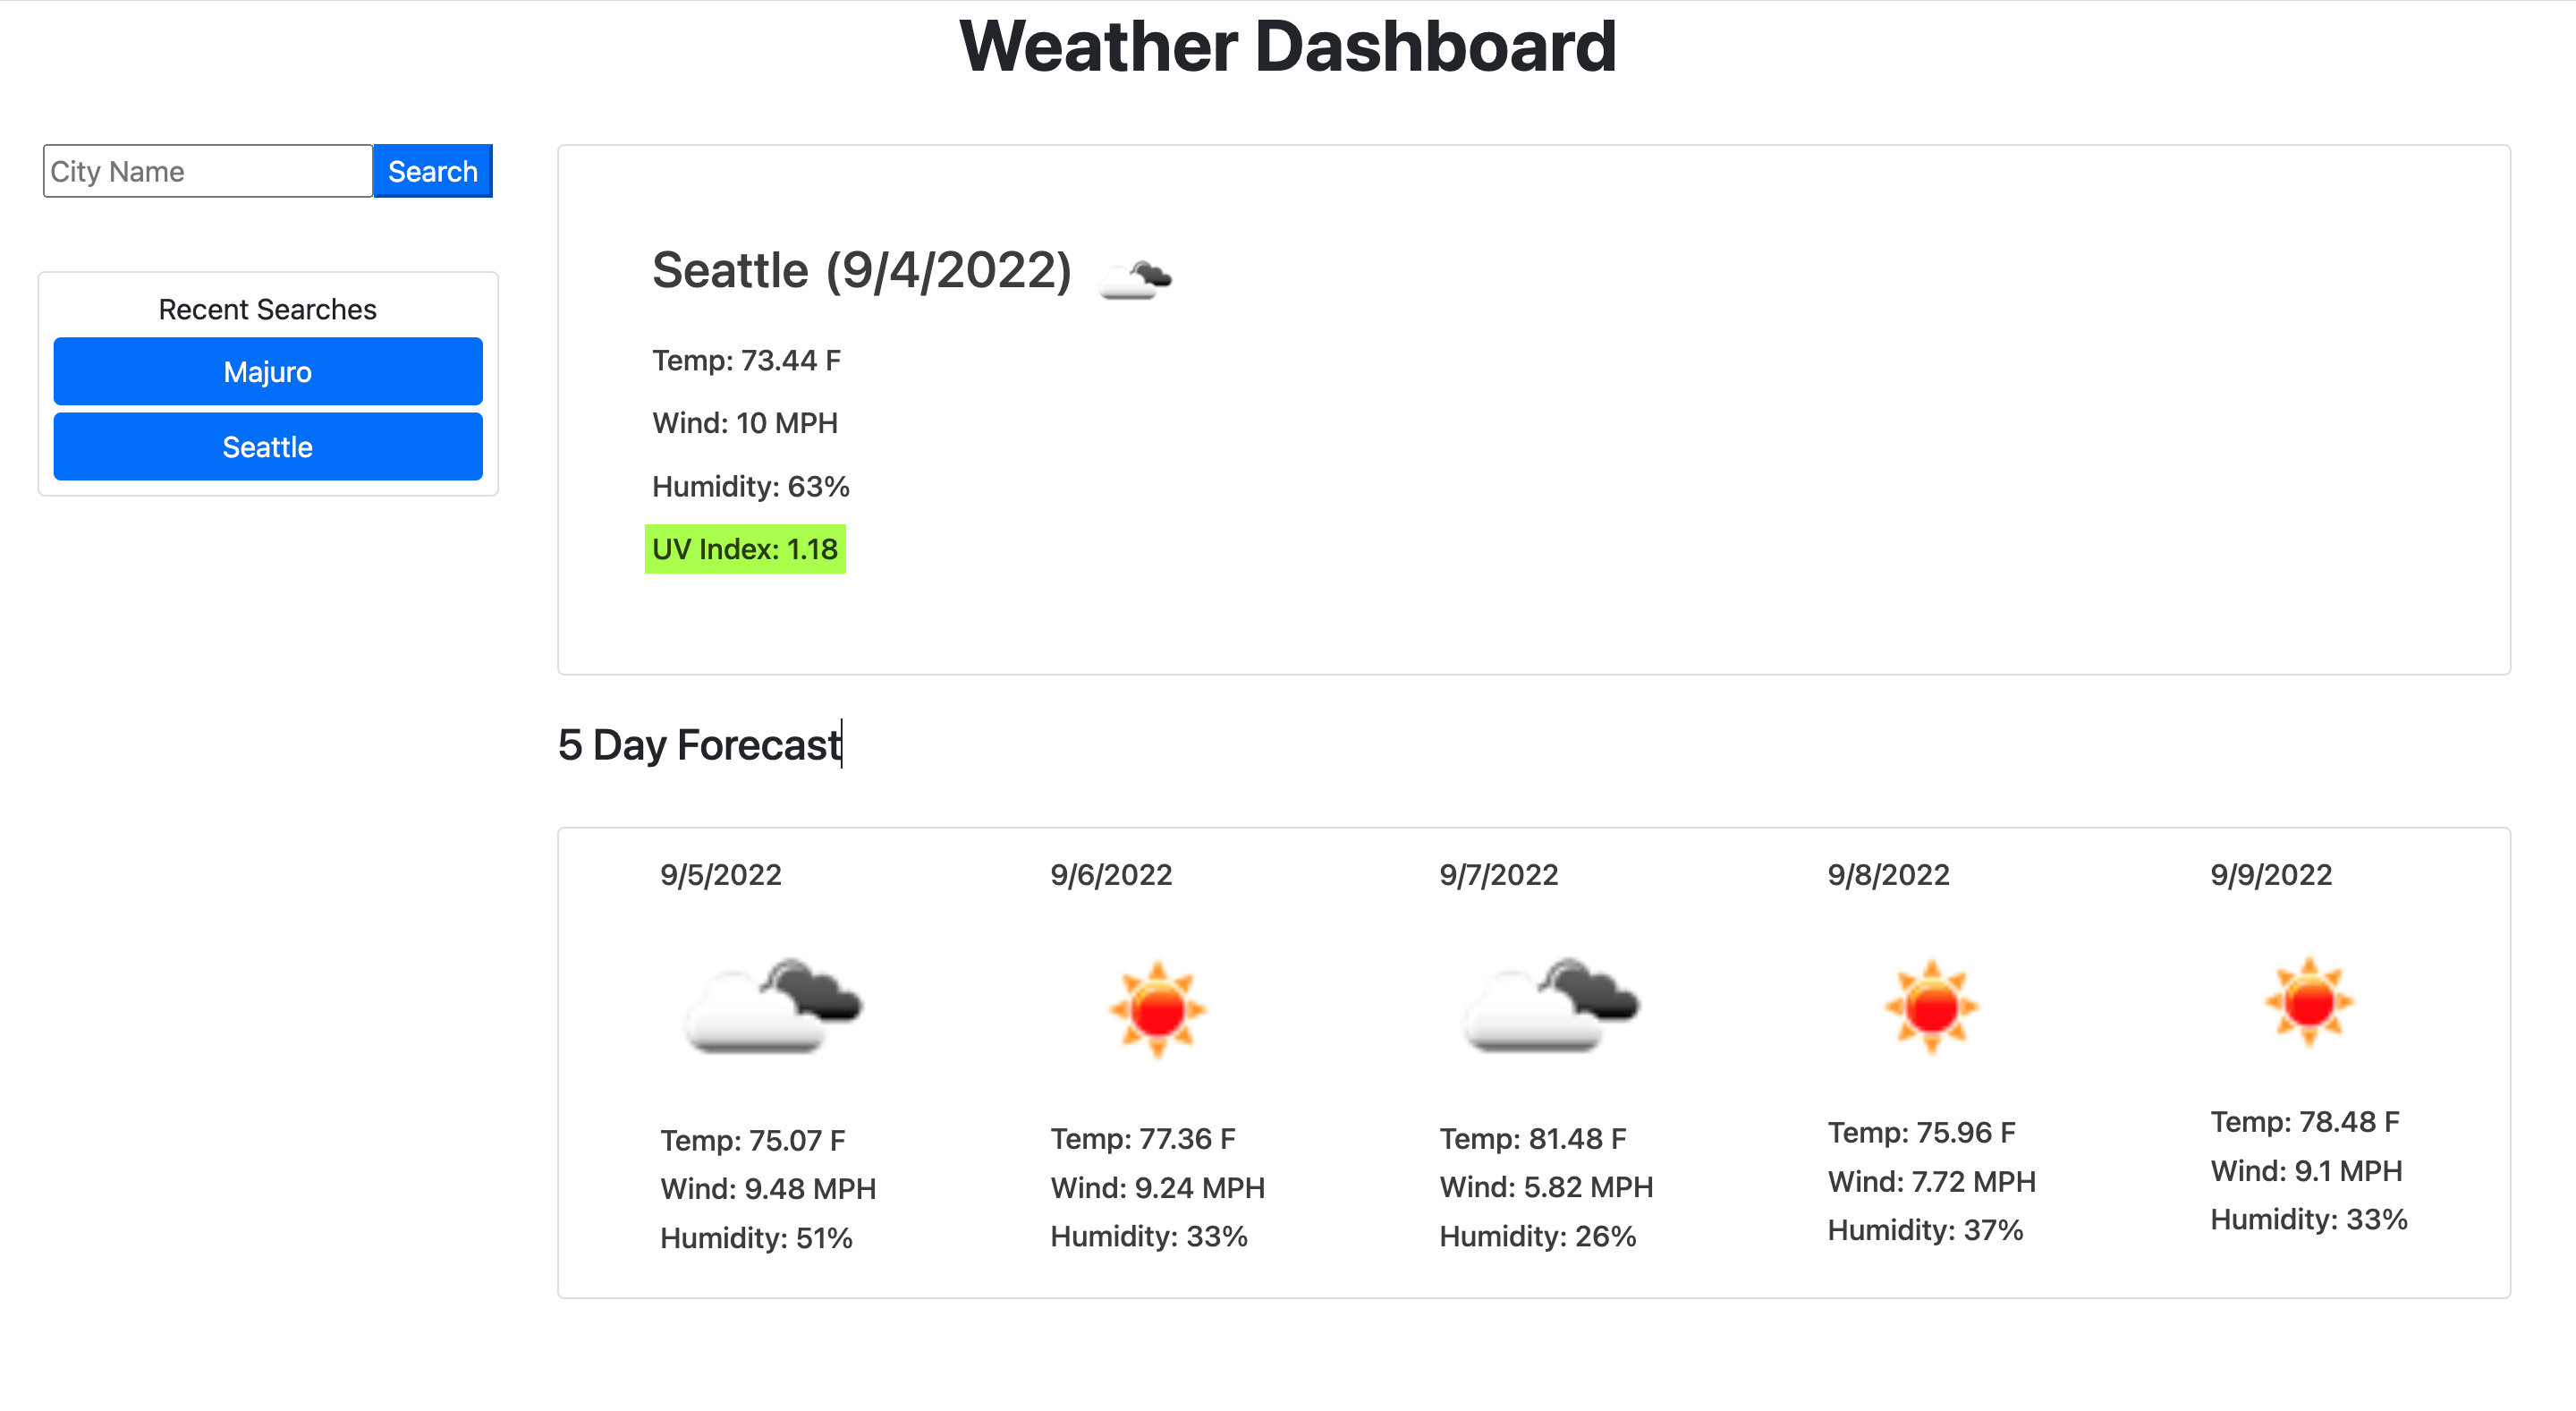 Weather Dashboard
City Name
Search
Recent Searches
Majuro
Seattle
Seattle (9/4/2022)
Temp: 73.44 F
Wind: 10 MPH
Humidity: 63%
UV Index: 1.18
5 Day Forecast
9/5/2022
Temp: 75.07 F
Wind: 9.48 MPH
Humidity: 51%
9/6/2022
Temp: 77.36 F
Wind: 9.24 MPH
Humidity: 33%
9/7/2022
Temp: 81.48 F
Wind: 5.82 MPH
Humidity: 26%
9/8/2022
Temp: 75.96 F
Wind: 7.72 MPH
Humidity: 37%
9/9/2022
Temp: 78.48 F
Wind: 9.1 MPH
Humidity: 33%